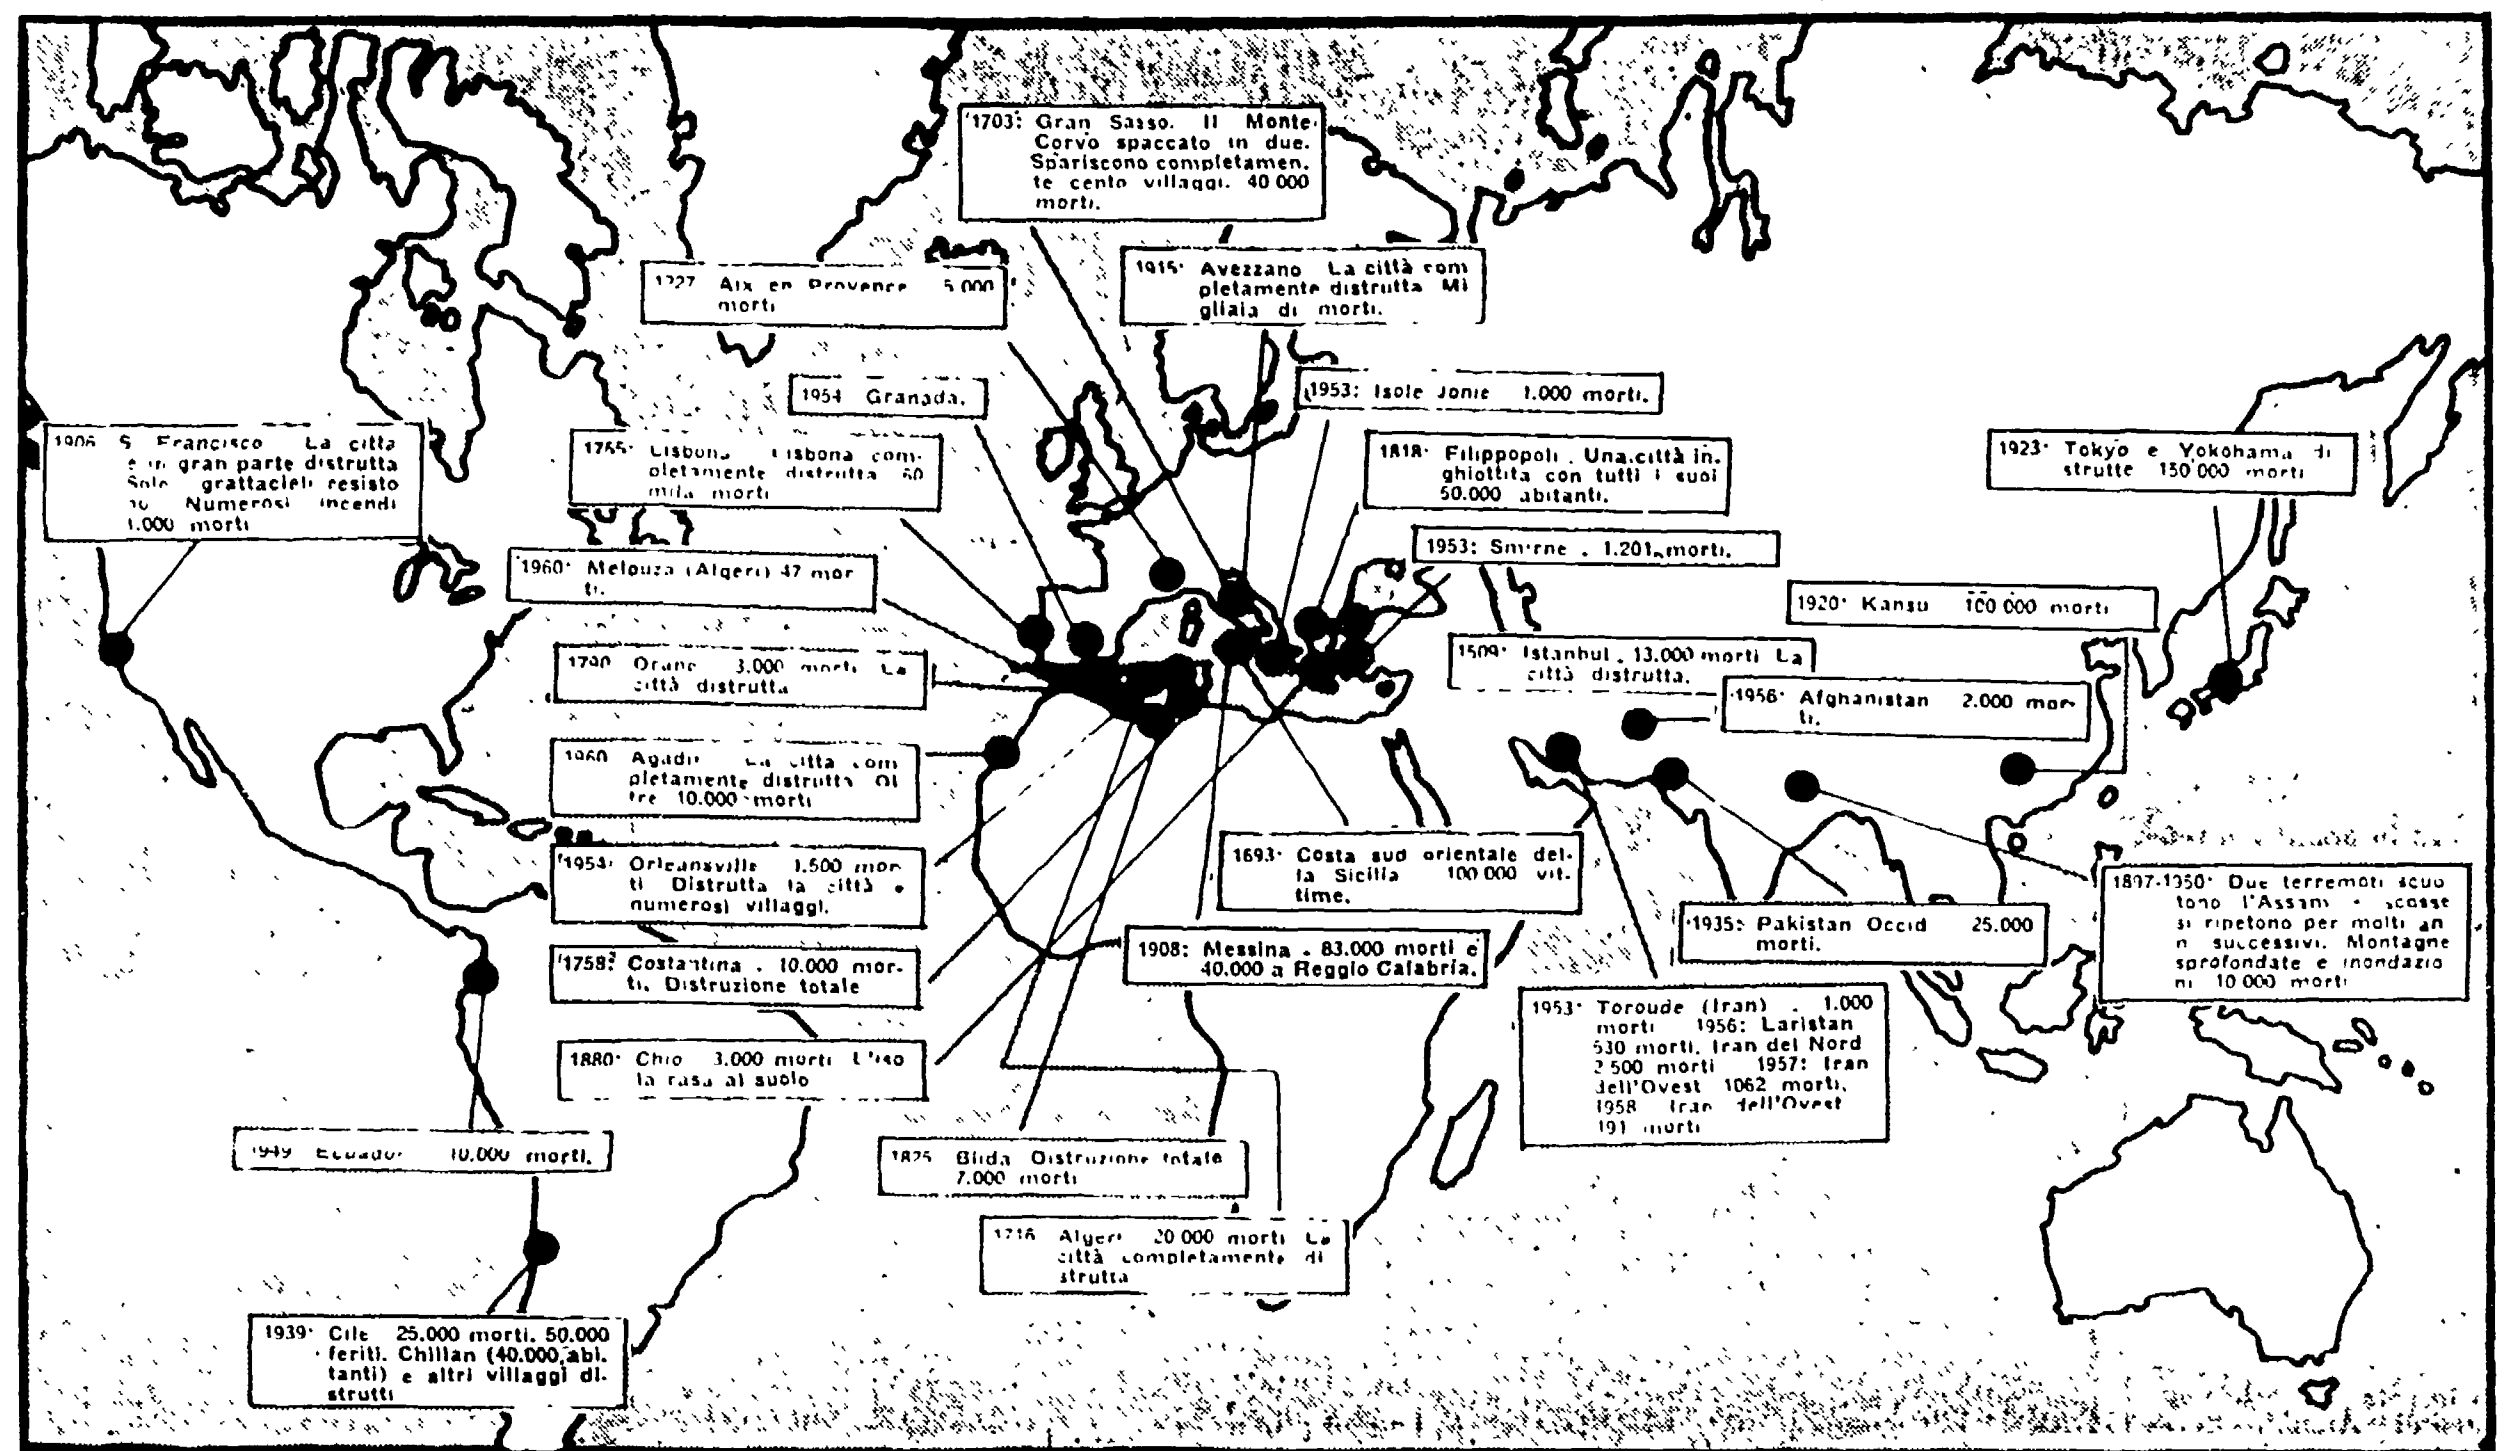 1703: Gran Sasso. Il Monte
Corvo spaccato in due.
Spariscono completamen.
te cento villaggi. 40 000
morti.
Aix en Provence 5.000
morti
1915· Avezzano La città com
pletamente distrutta Mi
gliaia di morti.
1954 Granada.
1953: Isole Jonie 1.000 morti.
1906 S Francisco La citta
e in gran parte distrutta
Solo grattacieli resisto
no Numerosi incendi
1.000 morti
1755· Lisbona Lisbona com-
pletamente distrutta 60
mila morti
1818· Filippopoli . Una città in.
ghiottita con tutti i suoi
50.000 abitanti.
1923· Tokyo e Yokohama di
strutte 150'000 morti
1953: Smirne . 1.201 morti.
1960· Melouza (Algeri) 47 mor
ti.
1920· Kansu 100 000 morti
1790 Orano 3.000 morti La
città distrutta
1509· Istanbul . 13.000 morti La
città distrutta.
1956· Afghanistan 2.000 mor-
ti.
1960 Agadir La citta com
pletamente distrutta Ol
tre 10.000 morti
1954· Orleansville 1.500 mor-
ti Distrutta la città e
numerosi villaggi.
1693· Costa sud orientale del-
la Sicilia 100 000 vit-
time.
1897-1950· Due terremoti scuo
tono l'Assam e scosse
si ripetono per molti an
ni successivi. Montagne
sprofondate e inondazio
ni 10 000 morti
1935: Pakistan Occid 25.000
morti.
1758: Costantina . 10.000 mor-
ti. Distruzione totale
1908: Messina . 83.000 morti e
40.000 a Reggio Calabria.
1953· Toroude (Iran) . 1.000
morti 1956: Laristan
530 morti. Iran del Nord
2 500 morti 1957: Iran
dell'Ovest 1062 morti.
1958 Iran dell'Ovest
191 morti
1880· Chio 3.000 morti L'iso
la rasa al suolo
1949 Ecuador 10.000 morti.
1825 Blida Distruzione totale
7.000 morti
1716 Algeri 20 000 morti La
città completamente di
strutta
1939· Cile 25.000 morti. 50.000
feriti. Chillan (40.000 abi.
tanti) e altri villaggi di-
strutti